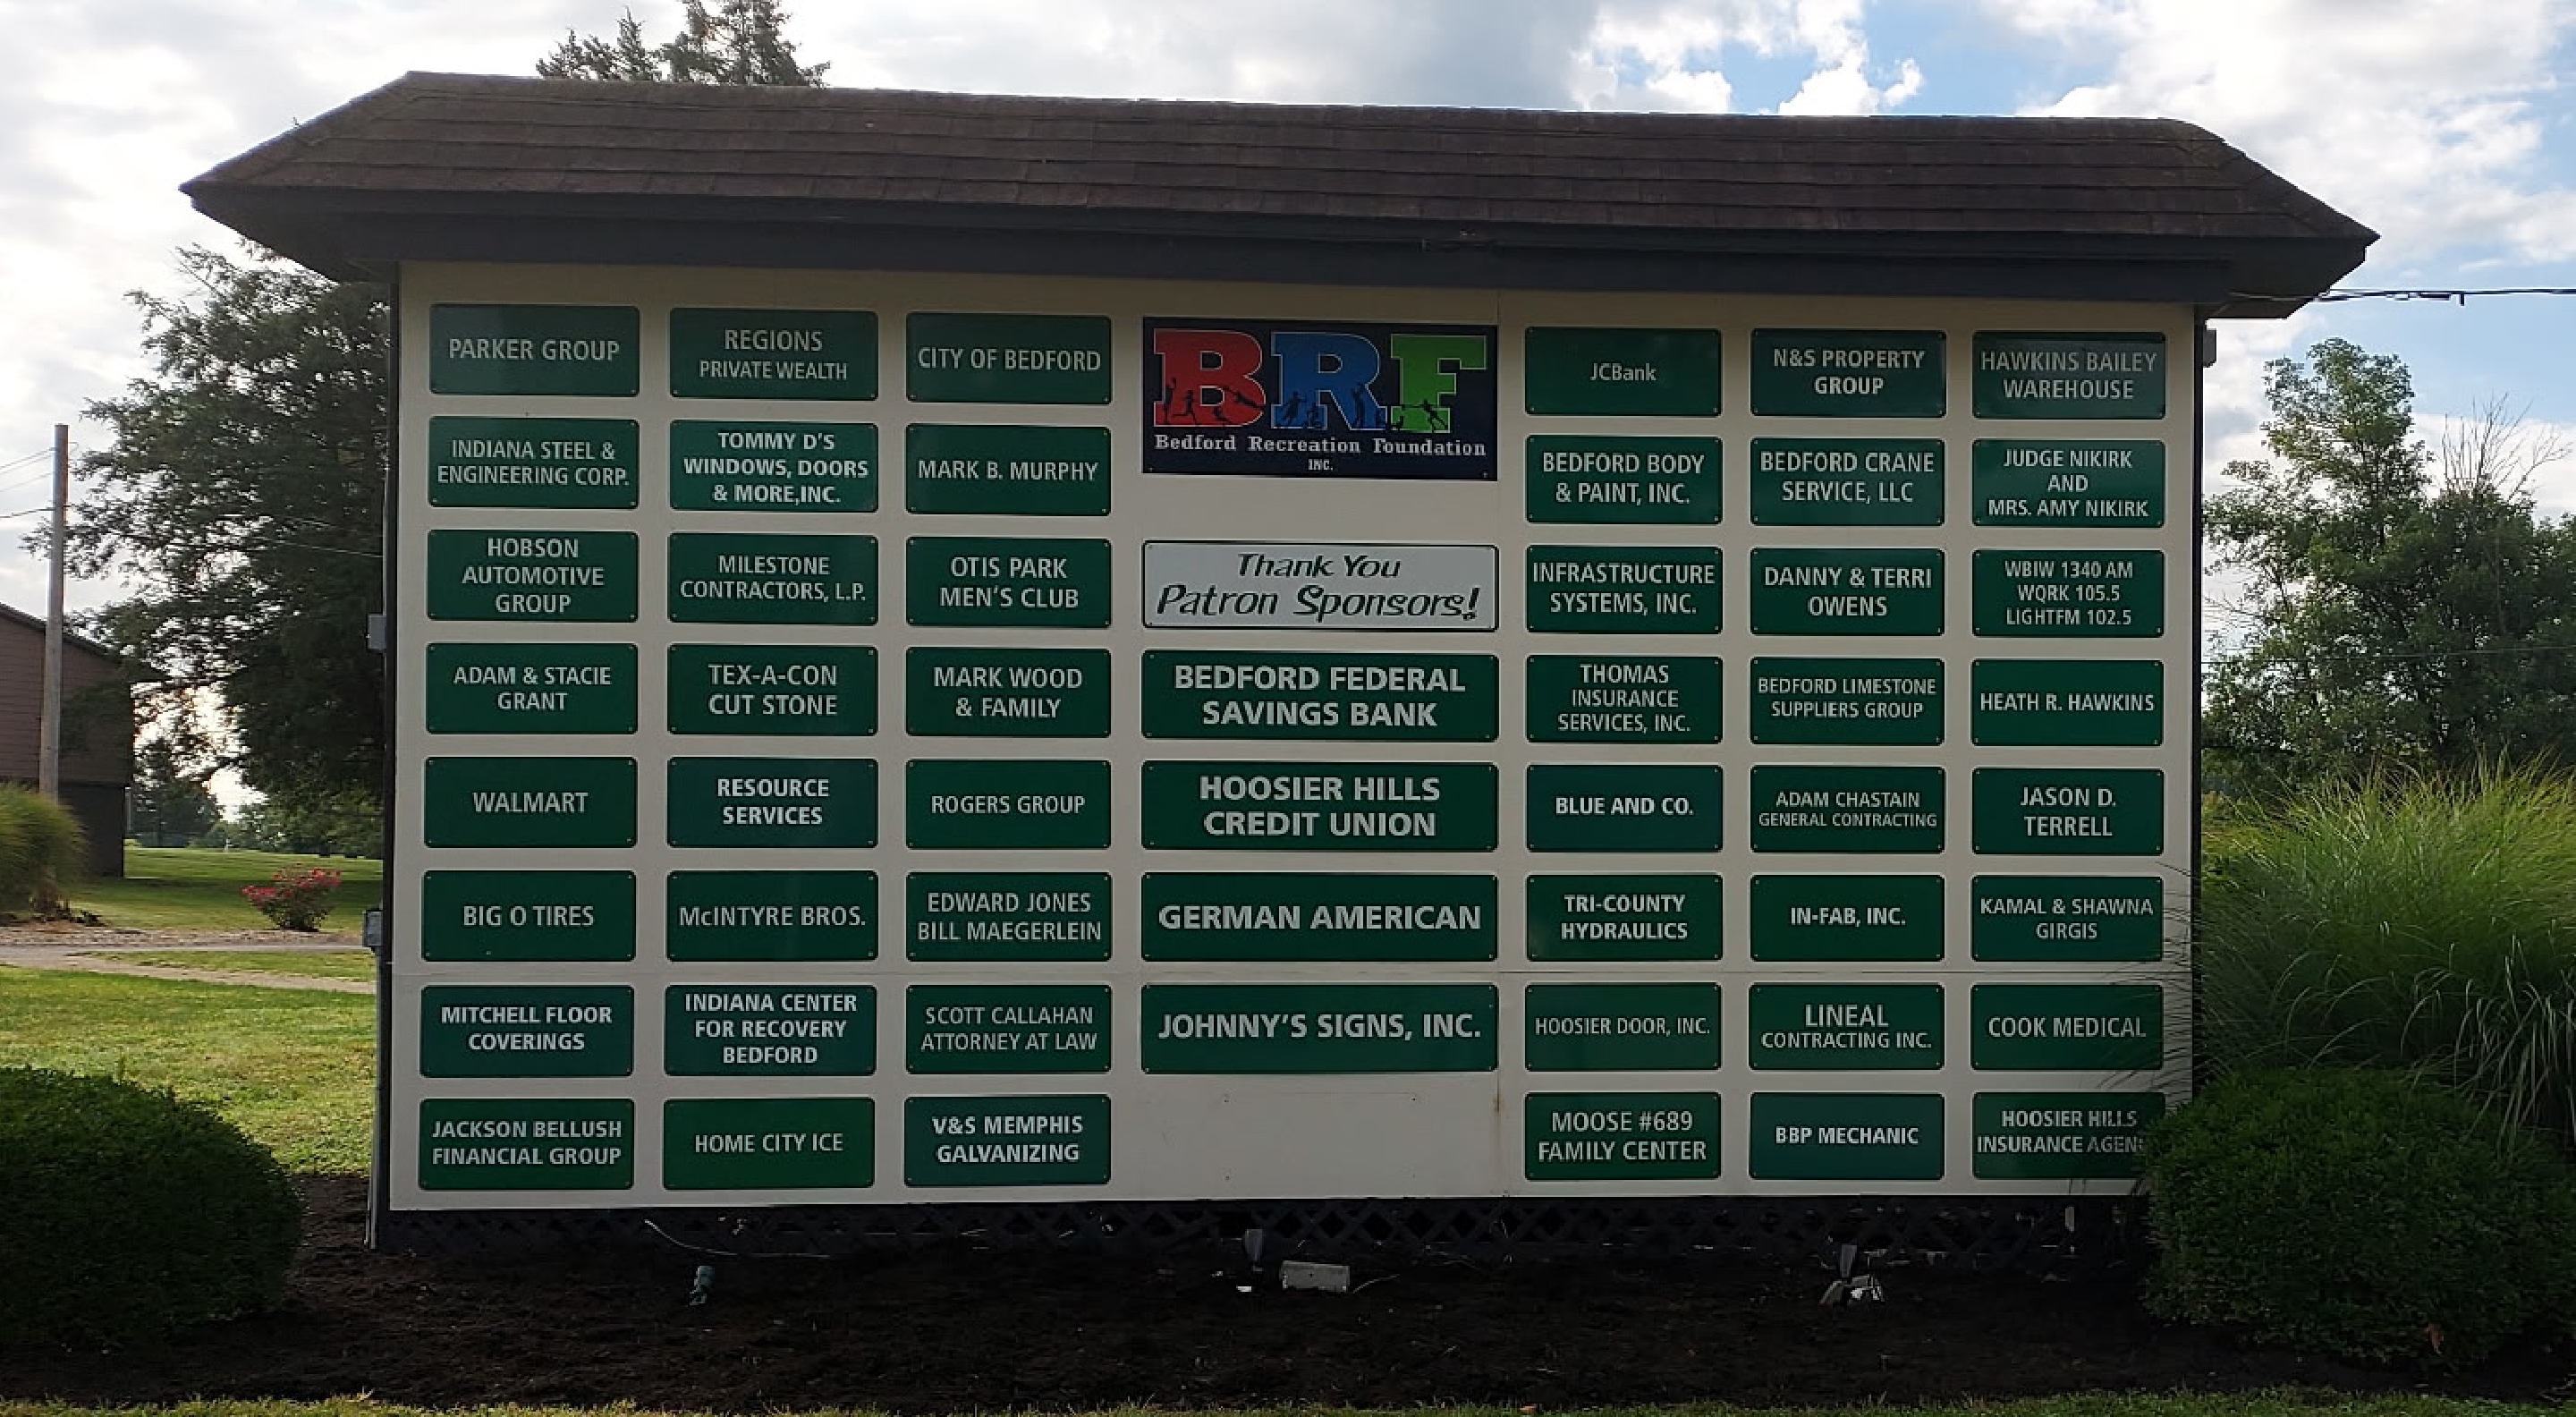 PARKER GROUP
REGIONS
PRIVATE WEALTH
CITY OF BEDFORD
BRF
Bedford Recreation Foundation
INC.
JCBank
N&S PROPERTY
GROUP
HAWKINS BAILEY
WAREHOUSE
INDIANA STEEL &
ENGINEERING CORP.
TOMMY D'S
WINDOWS, DOORS
& MORE,INC.
MARK B. MURPHY
BEDFORD BODY
& PAINT, INC.
BEDFORD CRANE
SERVICE, LLC
JUDGE NIKIRK
AND
MRS. AMY NIKIRK
HOBSON
AUTOMOTIVE
GROUP
MILESTONE
CONTRACTORS, L.P.
OTIS PARK
MEN'S CLUB
Thank You
Patron Sponsors!
INFRASTRUCTURE
SYSTEMS, INC.
DANNY & TERRI
OWENS
WBIW 1340 AM
WQRK 105.5
LIGHTFM 102.5
ADAM & STACIE
GRANT
TEX-A-CON
CUT STONE
MARK WOOD
& FAMILY
BEDFORD FEDERAL
SAVINGS BANK
THOMAS
INSURANCE
SERVICES, INC.
BEDFORD LIMESTONE
SUPPLIERS GROUP
HEATH R. HAWKINS
WALMART
RESOURCE
SERVICES
ROGERS GROUP
HOOSIER HILLS
CREDIT UNION
BLUE AND CO.
ADAM CHASTAIN
GENERAL CONTRACTING
JASON D.
TERRELL
BIG O TIRES
McINTYRE BROS.
EDWARD JONES
BILL MAEGERLEIN
GERMAN AMERICAN
TRI-COUNTY
HYDRAULICS
IN-FAB, INC.
KAMAL & SHAWNA
GIRGIS
MITCHELL FLOOR
COVERINGS
INDIANA CENTER
FOR RECOVERY
BEDFORD
SCOTT CALLAHAN
ATTORNEY AT LAW
JOHNNY'S SIGNS, INC.
HOOSIER DOOR, INC.
LINEAL
CONTRACTING INC.
COOK MEDICAL
JACKSON BELLUSH
FINANCIAL GROUP
HOME CITY ICE
V&S MEMPHIS
GALVANIZING
MOOSE #689
FAMILY CENTER
BBP MECHANIC
HOOSIER HILLS
INSURANCE